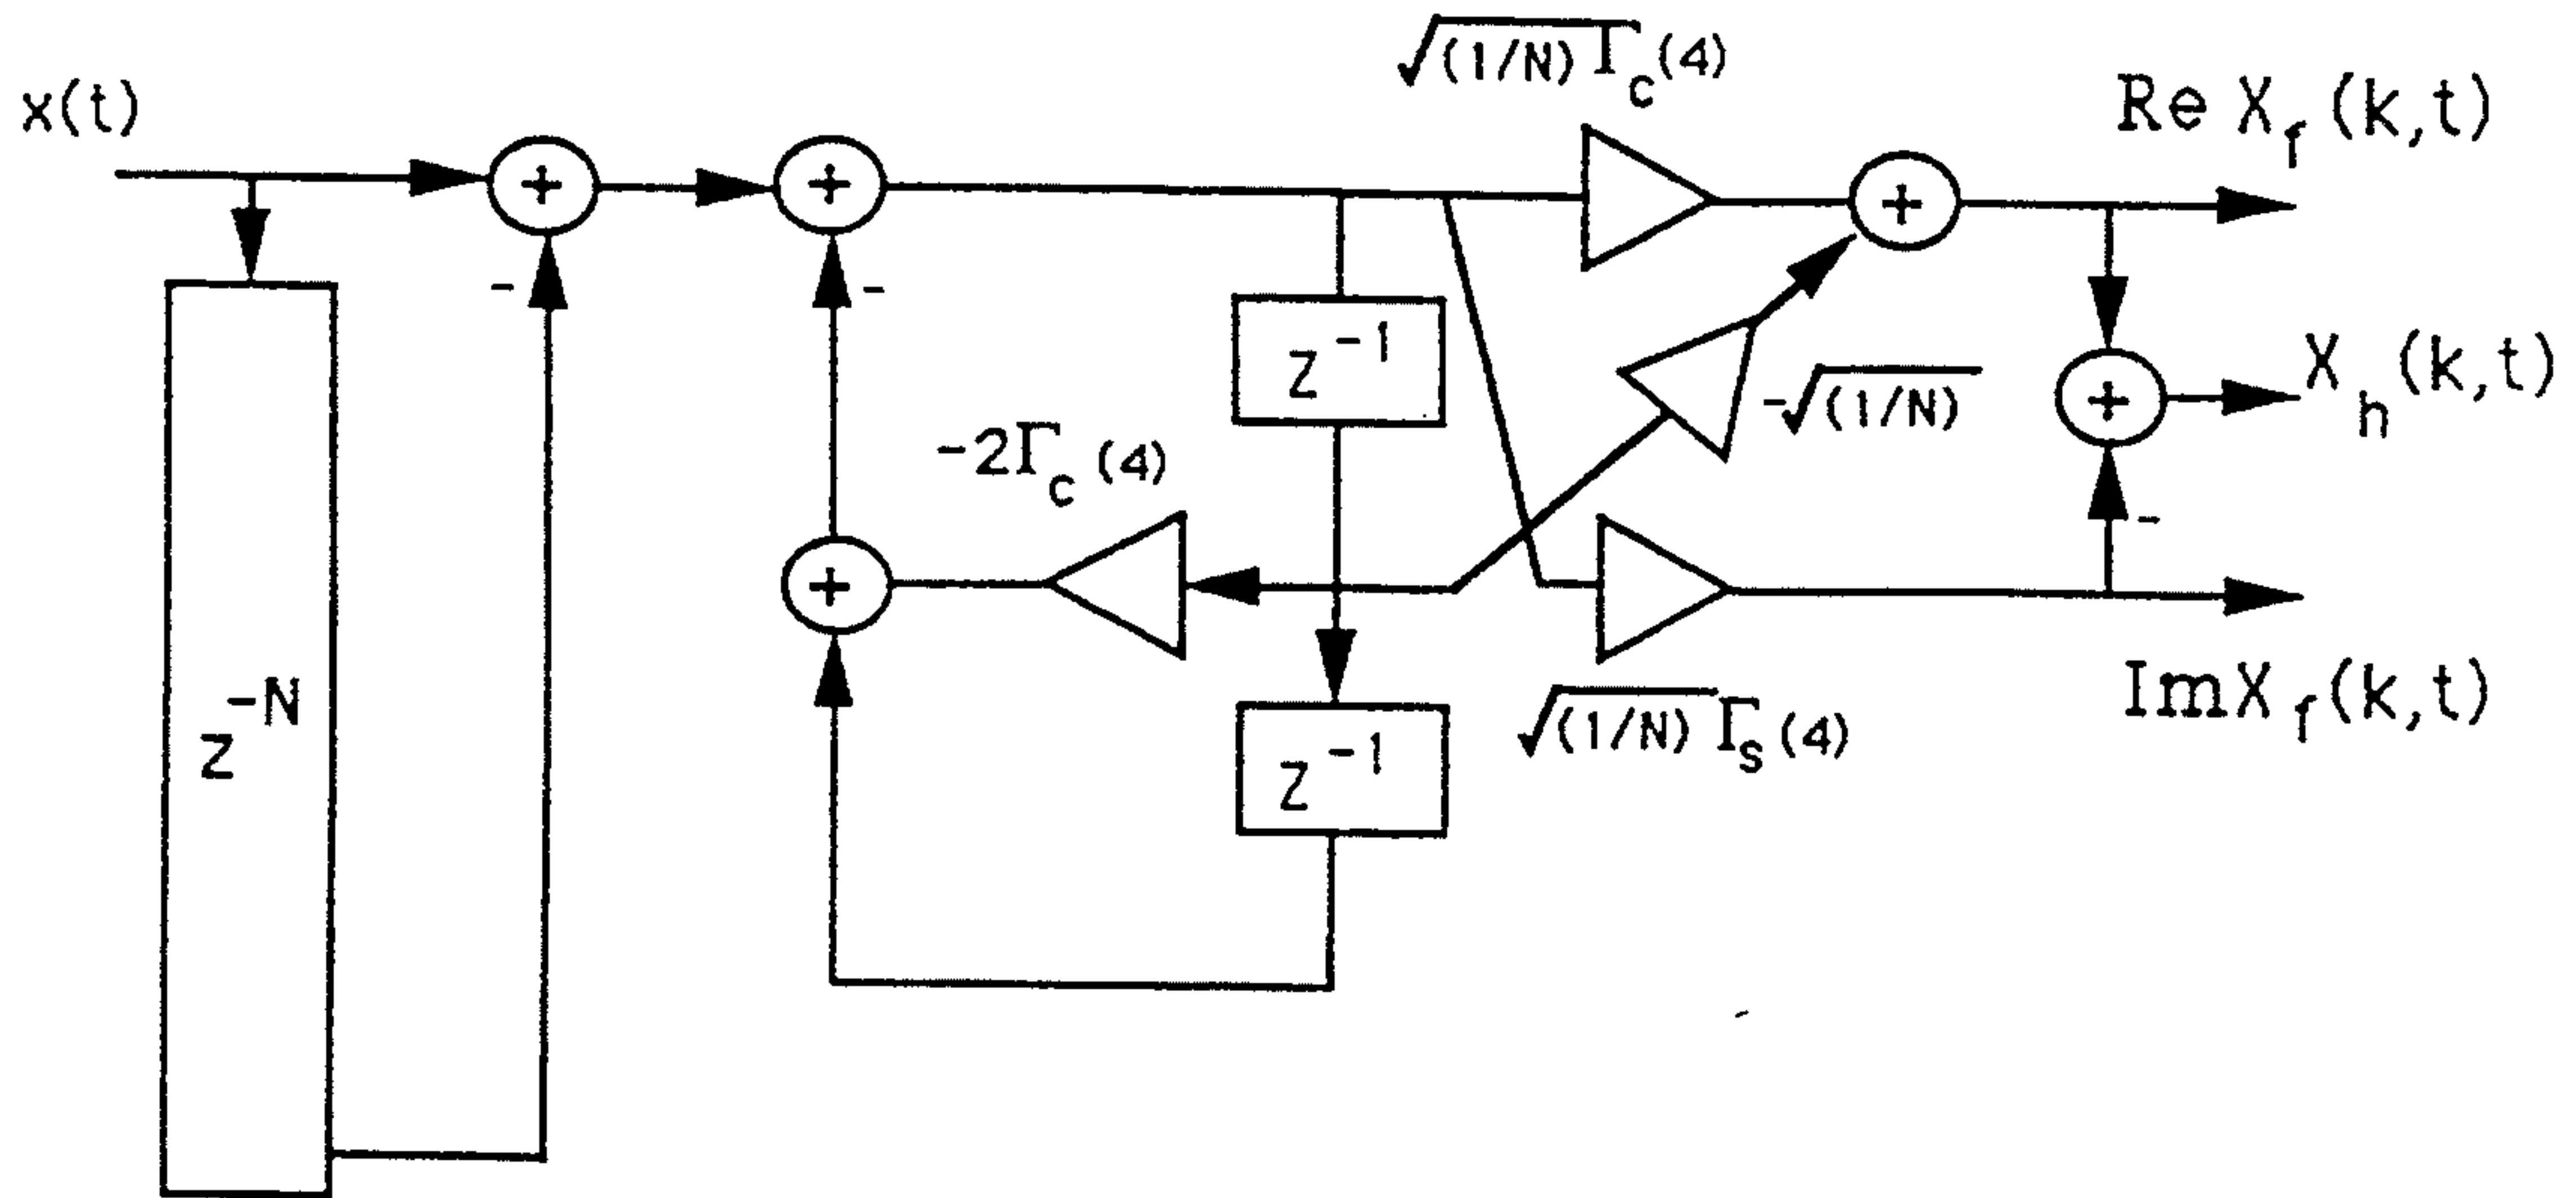 x(t)
√(1/N) Γc(4)
Re Xf(k,t)
+
+
+
-
-
z^-1
-√(1/N)
+
Xh(k,t)
-2Γc(4)
-
+
z^-N
z^-1
√(1/N) Γs(4)
ImXf(k,t)